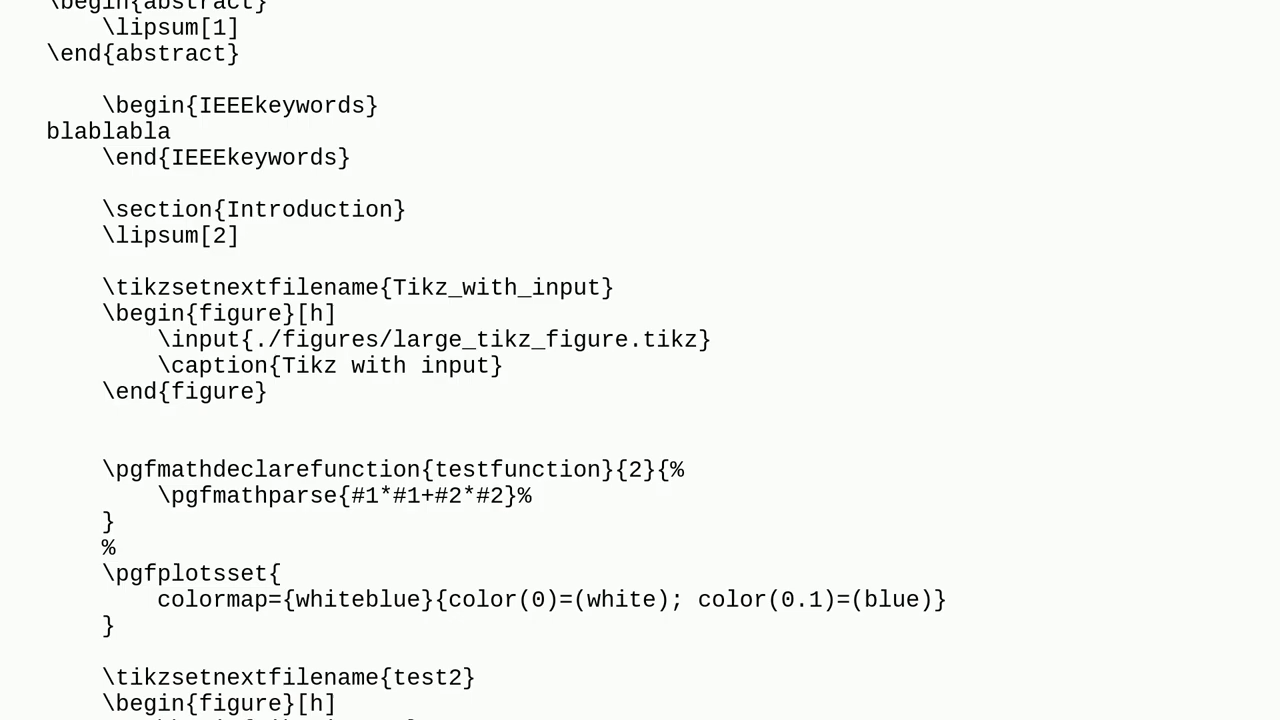 \begin{abstract}
    \lipsum[1]
\end{abstract}

    \begin{IEEEkeywords}
blablabla
    \end{IEEEkeywords}

    \section{Introduction}
    \lipsum[2]

    \tikzsetnextfilename{Tikz_with_input}
    \begin{figure}[h]
        \input{./figures/large_tikz_figure.tikz}
        \caption{Tikz with input}
    \end{figure}


    \pgfmathdeclarefunction{testfunction}{2}{%
        \pgfmathparse{#1*#1+#2*#2}%
    }
    %
    \pgfplotsset{
        colormap={whiteblue}{color(0)=(white); color(0.1)=(blue)}
    }

    \tikzsetnextfilename{test2}
    \begin{figure}[h]